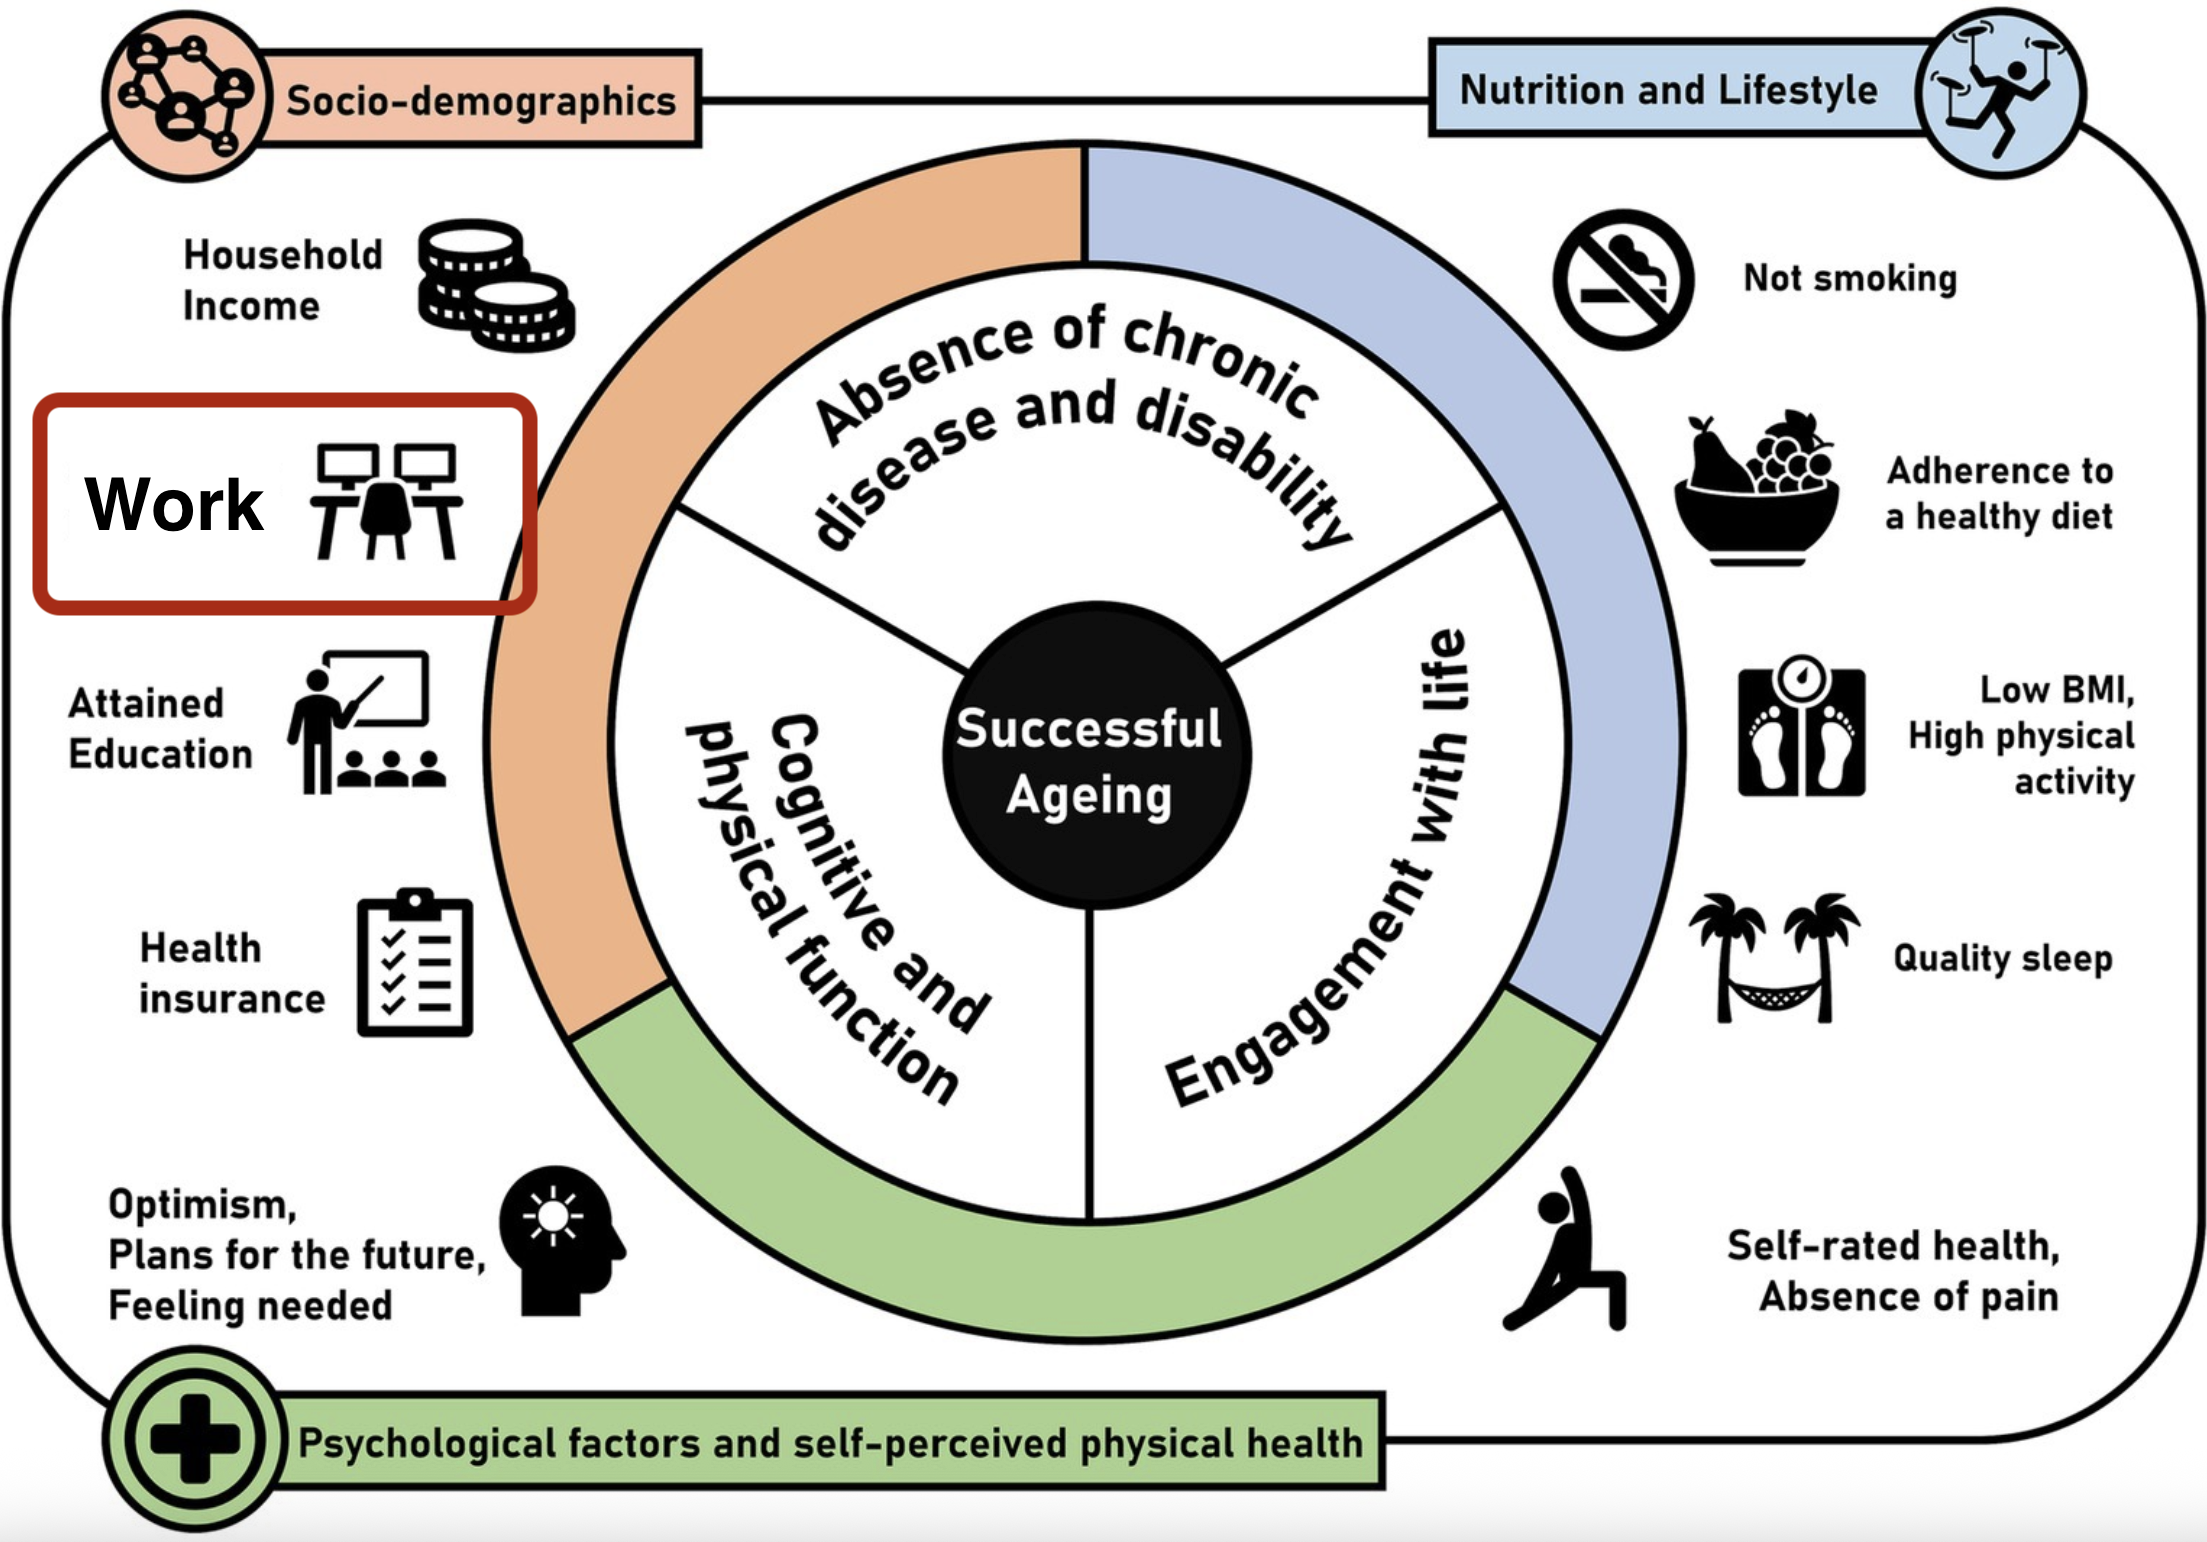 Socio-demographics
Nutrition and Lifestyle
Household
Income
Work
Attained
Education
Health
insurance
Absence of chronic
disease and disability
Cognitive and
physical function
Engagement with life
Successful
Ageing
Not smoking
Adherence to
a healthy diet
Low BMI,
High physical
activity
Quality sleep
Optimism,
Plans for the future,
Feeling needed
Self-rated health,
Absence of pain
Psychological factors and self-perceived physical health